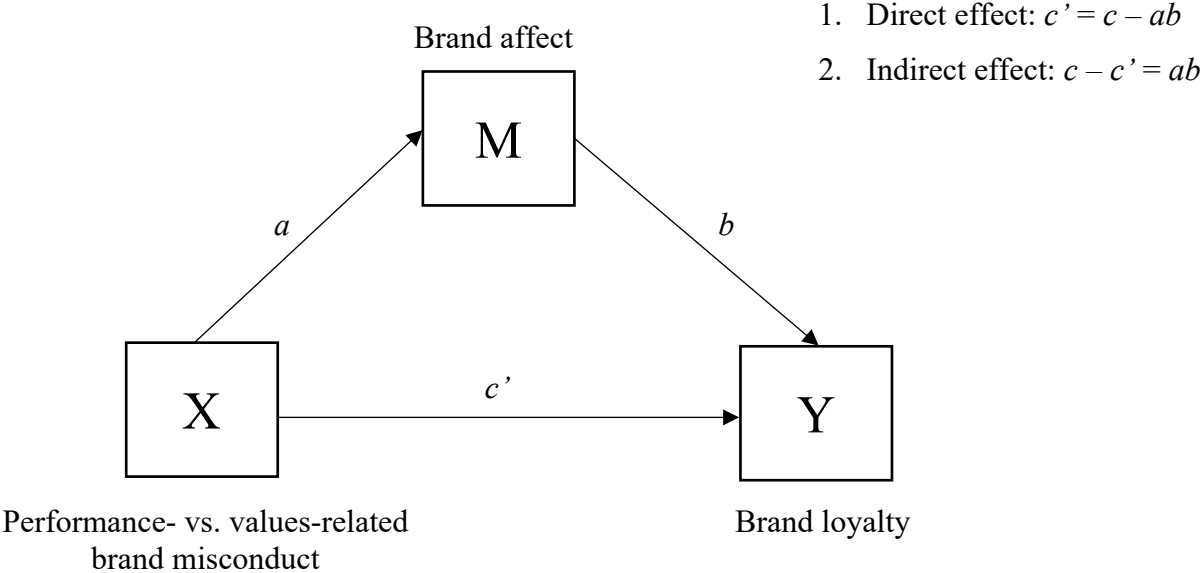 1. Direct effect: c’ = c – ab
Brand affect
2. Indirect effect: c – c’ = ab
M
a
b
X
c’
Y
Performance- vs. values-related
brand misconduct
Brand loyalty